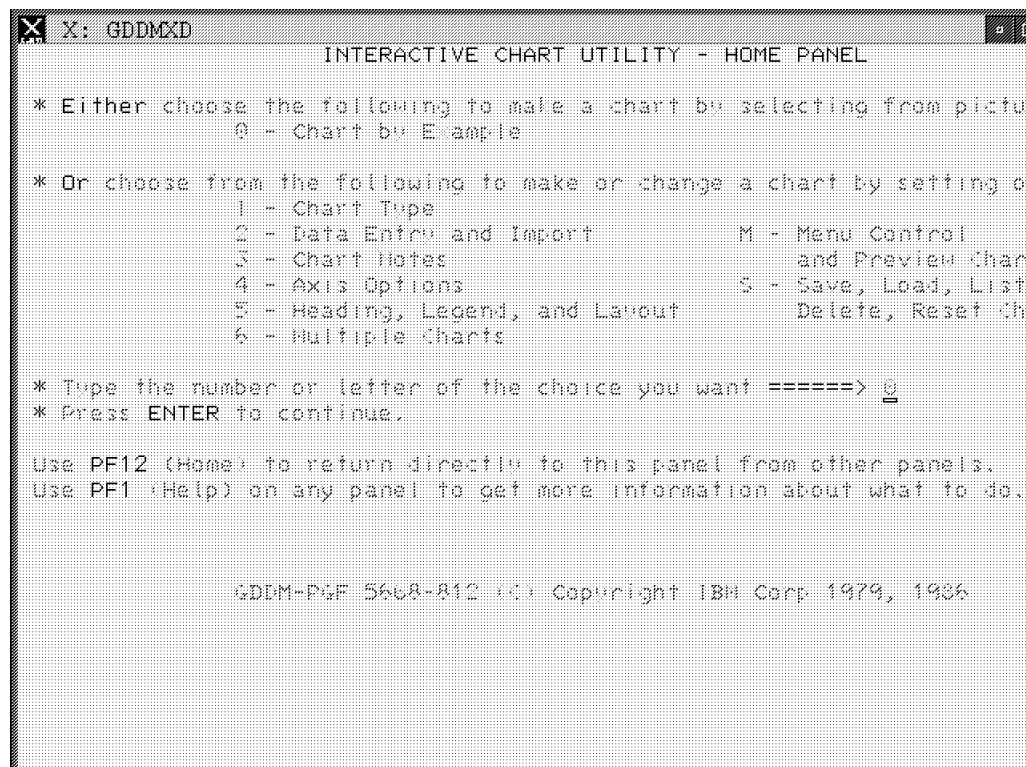 X: GDDMXD
INTERACTIVE CHART UTILITY - HOME PANEL
* Either choose the following to make a chart by selecting from pictu
0 - Chart by Example
* Or choose from the following to make or change a chart by setting o
1 - Chart Type
2 - Data Entry and Import M - Menu Control
3 - Chart Notes and Preview Char
4 - Axis Options S - Save, Load, List
5 - Heading, Legend, and Layout Delete, Reset Ch
6 - Multiple Charts
* Type the number or letter of the choice you want ======> 0
* Press ENTER to continue.
Use PF12 (Home) to return directly to this panel from other panels.
Use PF1 (Help) on any panel to get more information about what to do.
GDDM-PGF 5668-812 (C) Copyright IBM Corp 1979, 1986